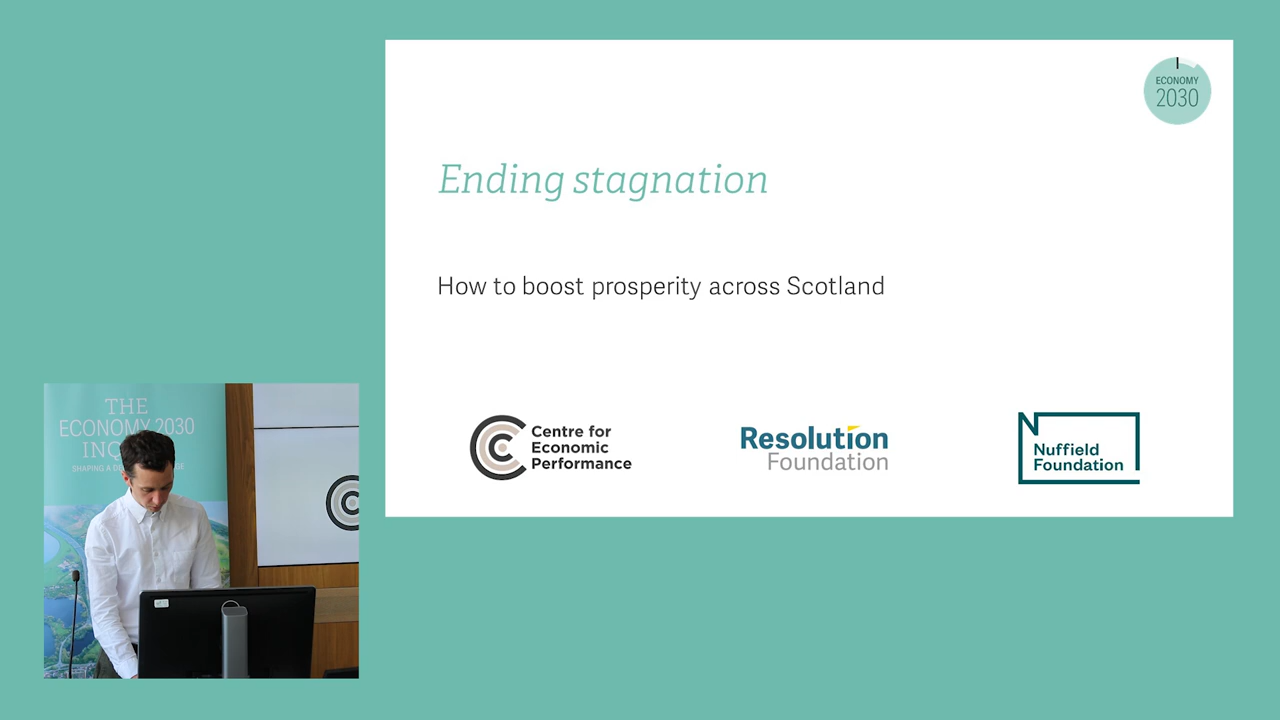 ECONOMY
2030
Ending stagnation
How to boost prosperity across Scotland
Centre for
Economic
Performance
Resolution
Foundation
Nuffield
Foundation
THE
ECONOMY 2030
SHAPING A